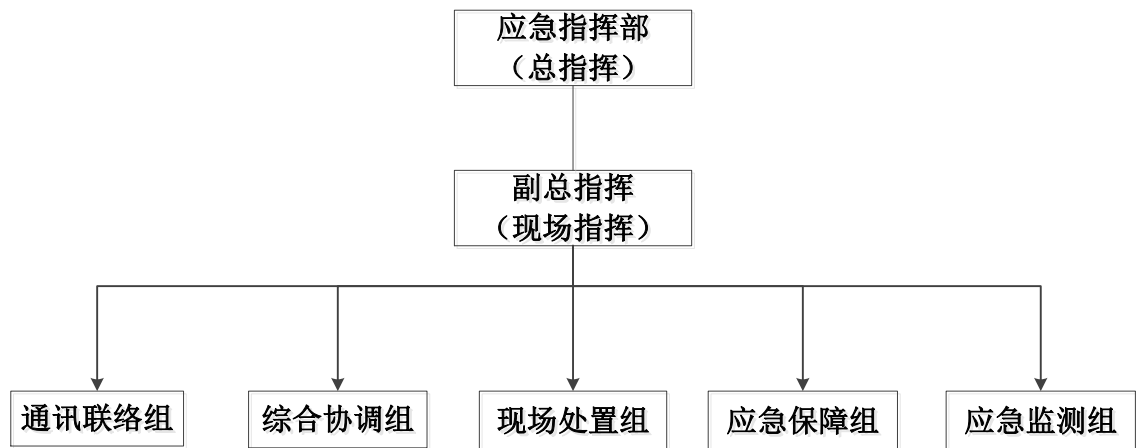 应急指挥部
（总指挥）
副总指挥
（现场指挥）
通讯联络组
综合协调组
现场处置组
应急保障组
应急监测组